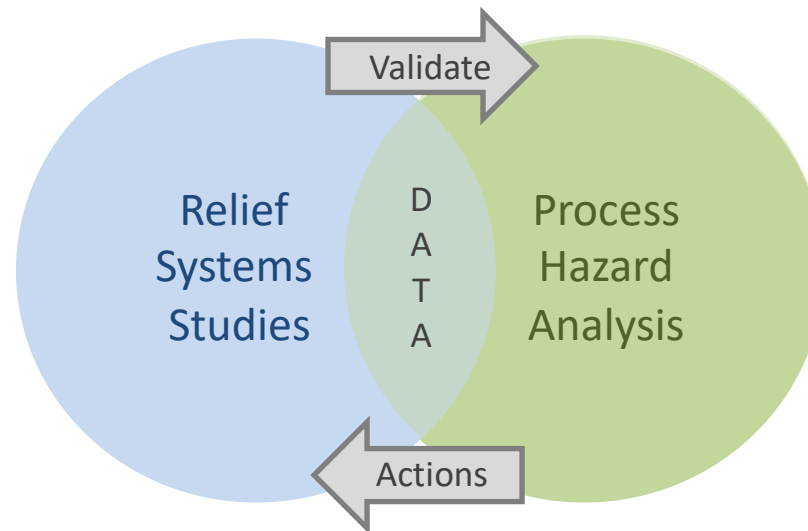 Validate
Relief
Systems
Studies
D
A
T
A
Process
Hazard
Analysis
Actions